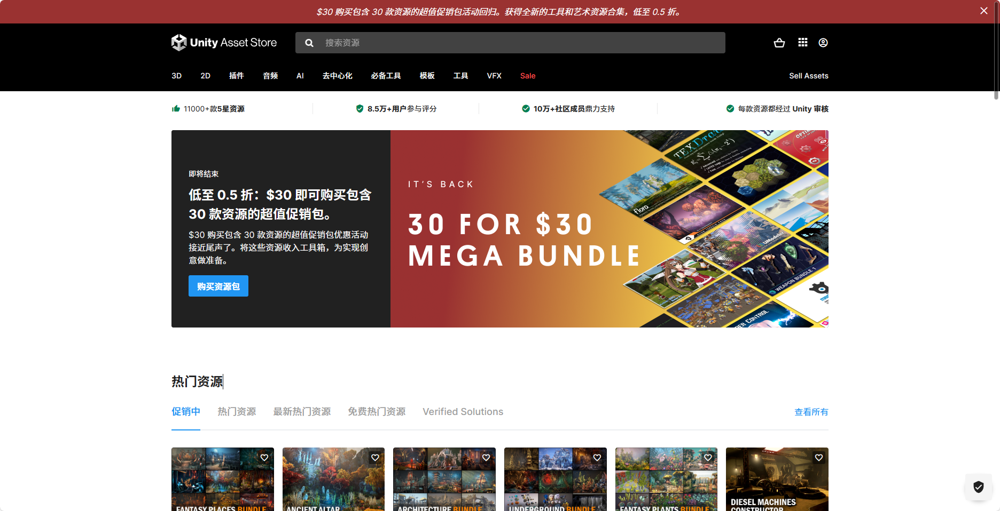 $30 购买包含 30 款资源的超值促销包活动回归。获得全新的工具和艺术资源合集，低至 0.5 折。
Unity Asset Store
搜索资源
3D 2D 插件 音频 AI 去中心化 必备工具 模板 工具 VFX Sale Sell Assets
11000+款5星资源 8.5万+用户参与评分 10万+社区成员鼎力支持 每款资源都经过 Unity 审核
即将结束
低至 0.5 折：$30 即可购买包含
30 款资源的超值促销包。
$30 购买包含 30 款资源的超值促销包优惠活动
接近尾声了。将这些资源收入工具箱，为实现创
意做准备。
购买资源包
IT'S BACK
30 FOR $30
MEGA BUNDLE
TEXDraw
flora
UModeler
WEAPON BUNDLE 1
热门资源
促销中 热门资源 最新热门资源 免费热门资源 Verified Solutions 查看所有
FANTASY PLACES BUNDLE
ANCIENT ALTAR
ARCHITECTURE BUNDLE
UNDERGROUND BUNDLE
FANTASY PLANTS BUNDLE
DIESEL MACHINES
CONSTRUCTOR